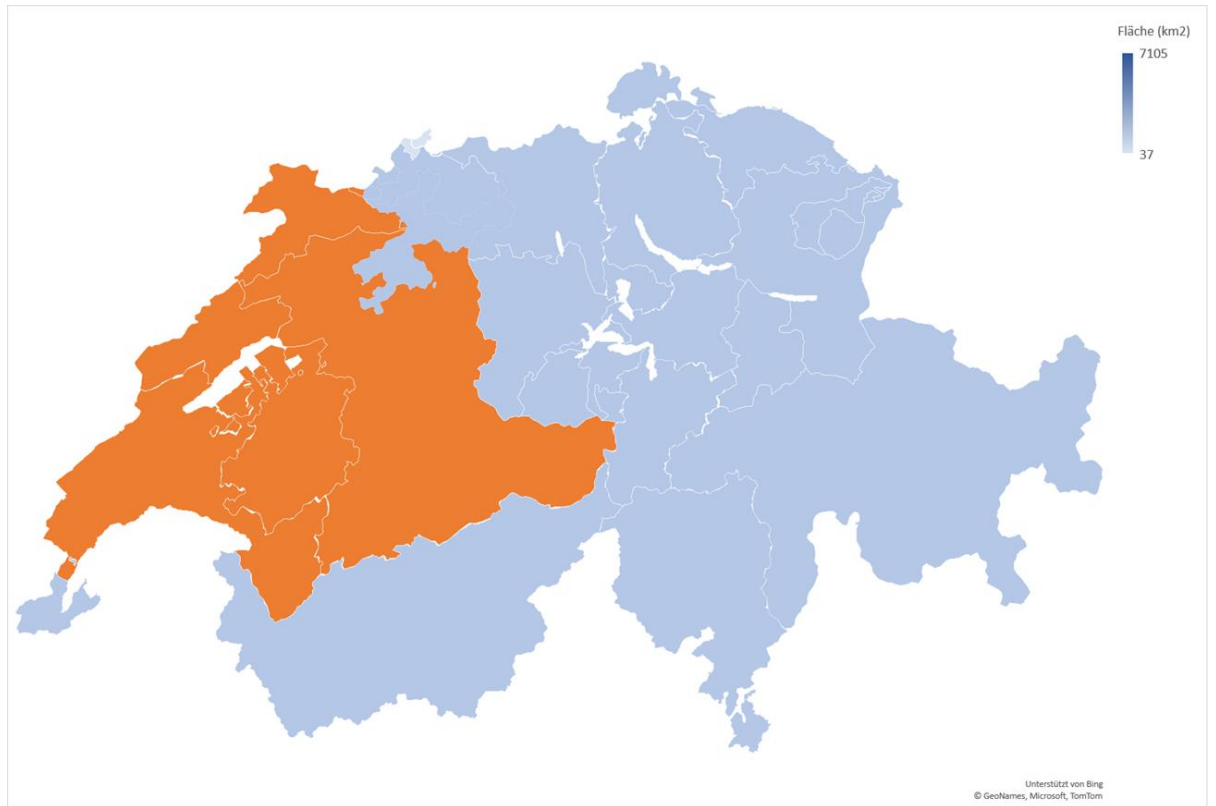 Fläche (km2)
7105
37
Unterstützt von Bing
© GeoNames, Microsoft, TomTom